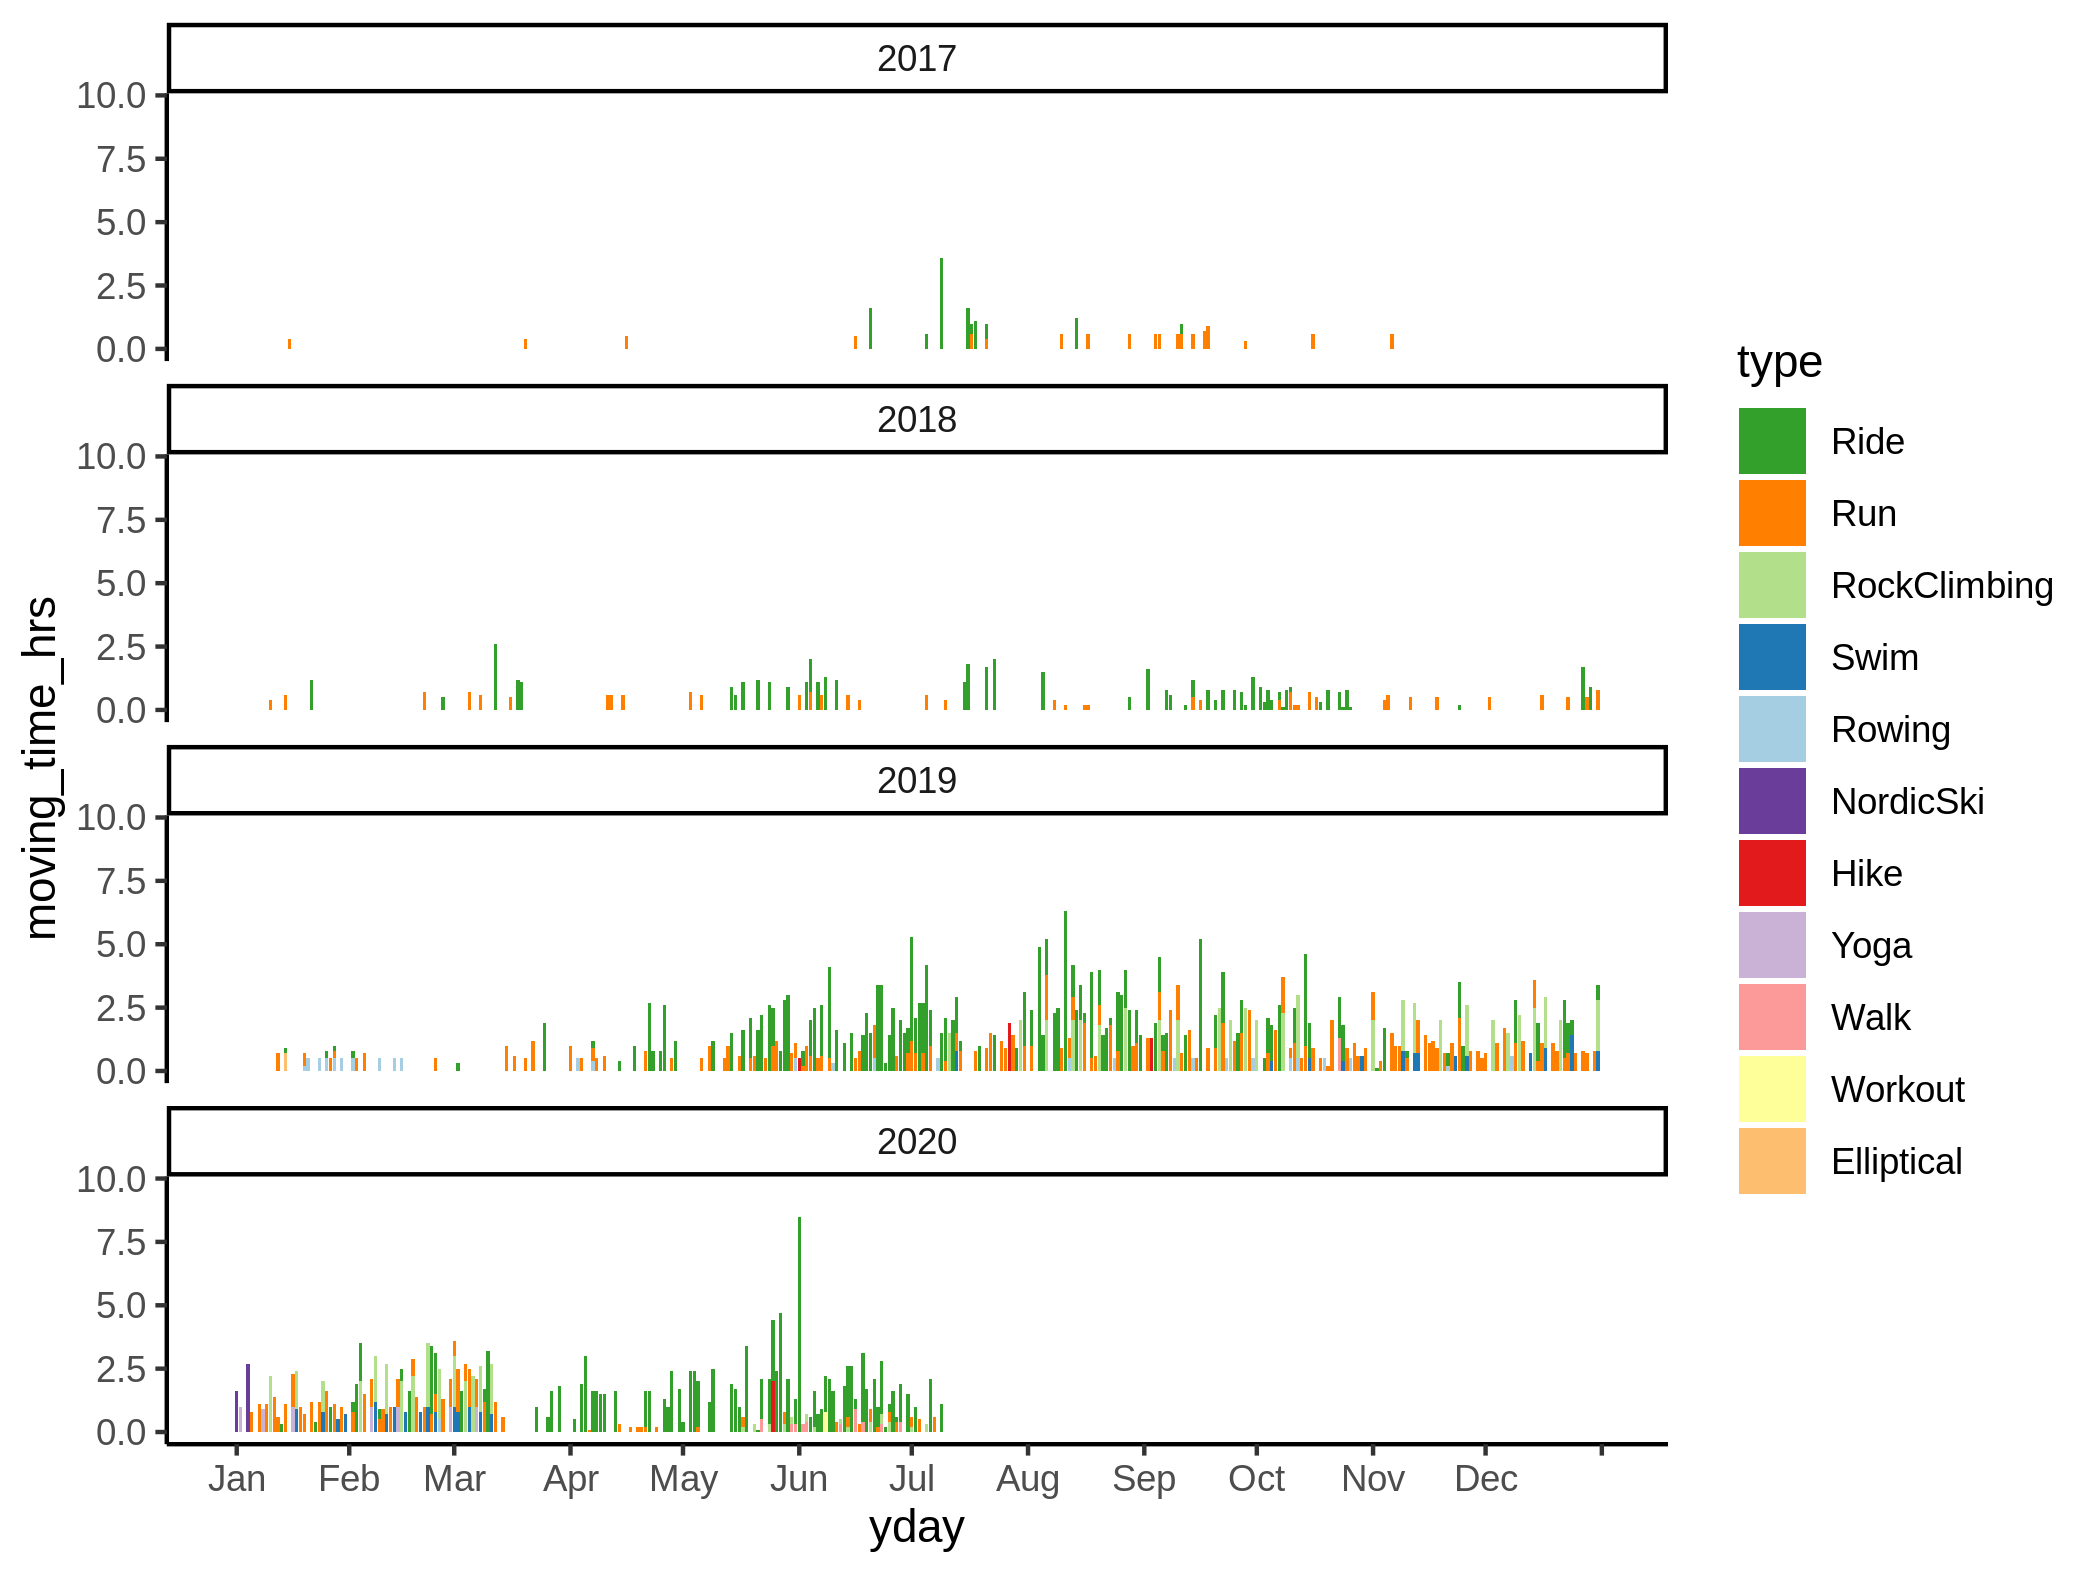 2017
10.0
7.5
5.0
2.5
0.0
2018
10.0
7.5
5.0
2.5
0.0
2019
10.0
7.5
5.0
2.5
0.0
2020
10.0
7.5
5.0
2.5
0.0
Jan Feb Mar Apr May Jun Jul Aug Sep Oct Nov Dec
yday
moving_time_hrs
type
Ride
Run
RockClimbing
Swim
Rowing
NordicSki
Hike
Yoga
Walk
Workout
Elliptical